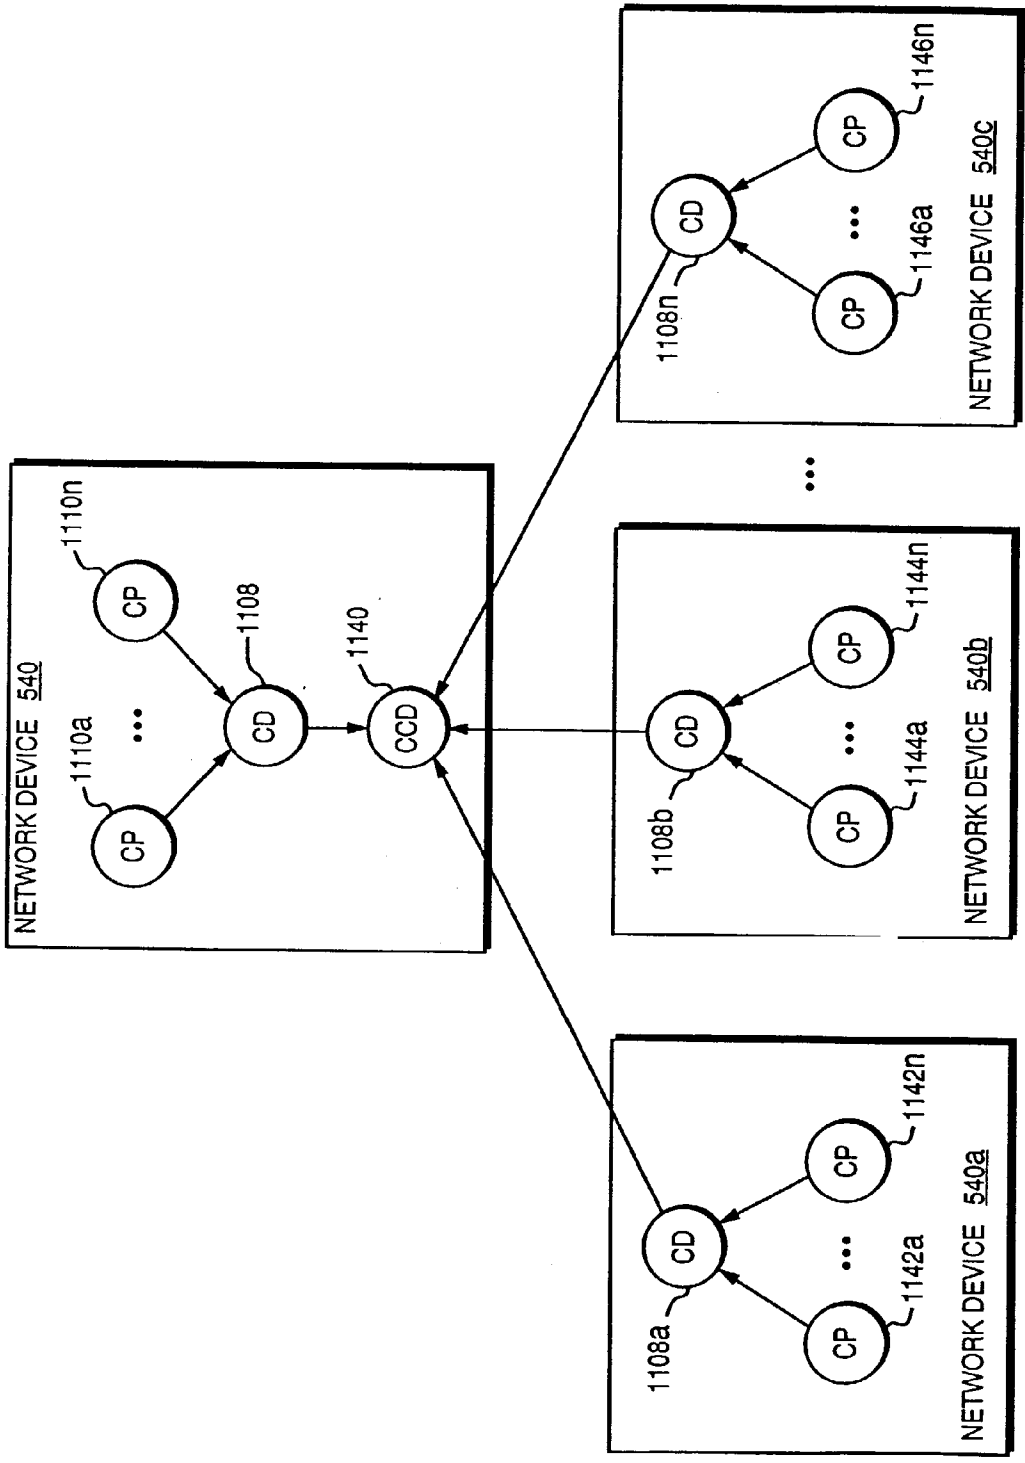 NETWORK DEVICE 540
1110a
1110n
CP
...
CP
CD
1108
CCD
1140
1108a
CD
CP
...
CP
1142a
1142n
NETWORK DEVICE 540a
1108b
CD
CP
...
CP
1144a
1144n
NETWORK DEVICE 540b
...
1108n
CD
CP
...
CP
1146a
1146n
NETWORK DEVICE 540c